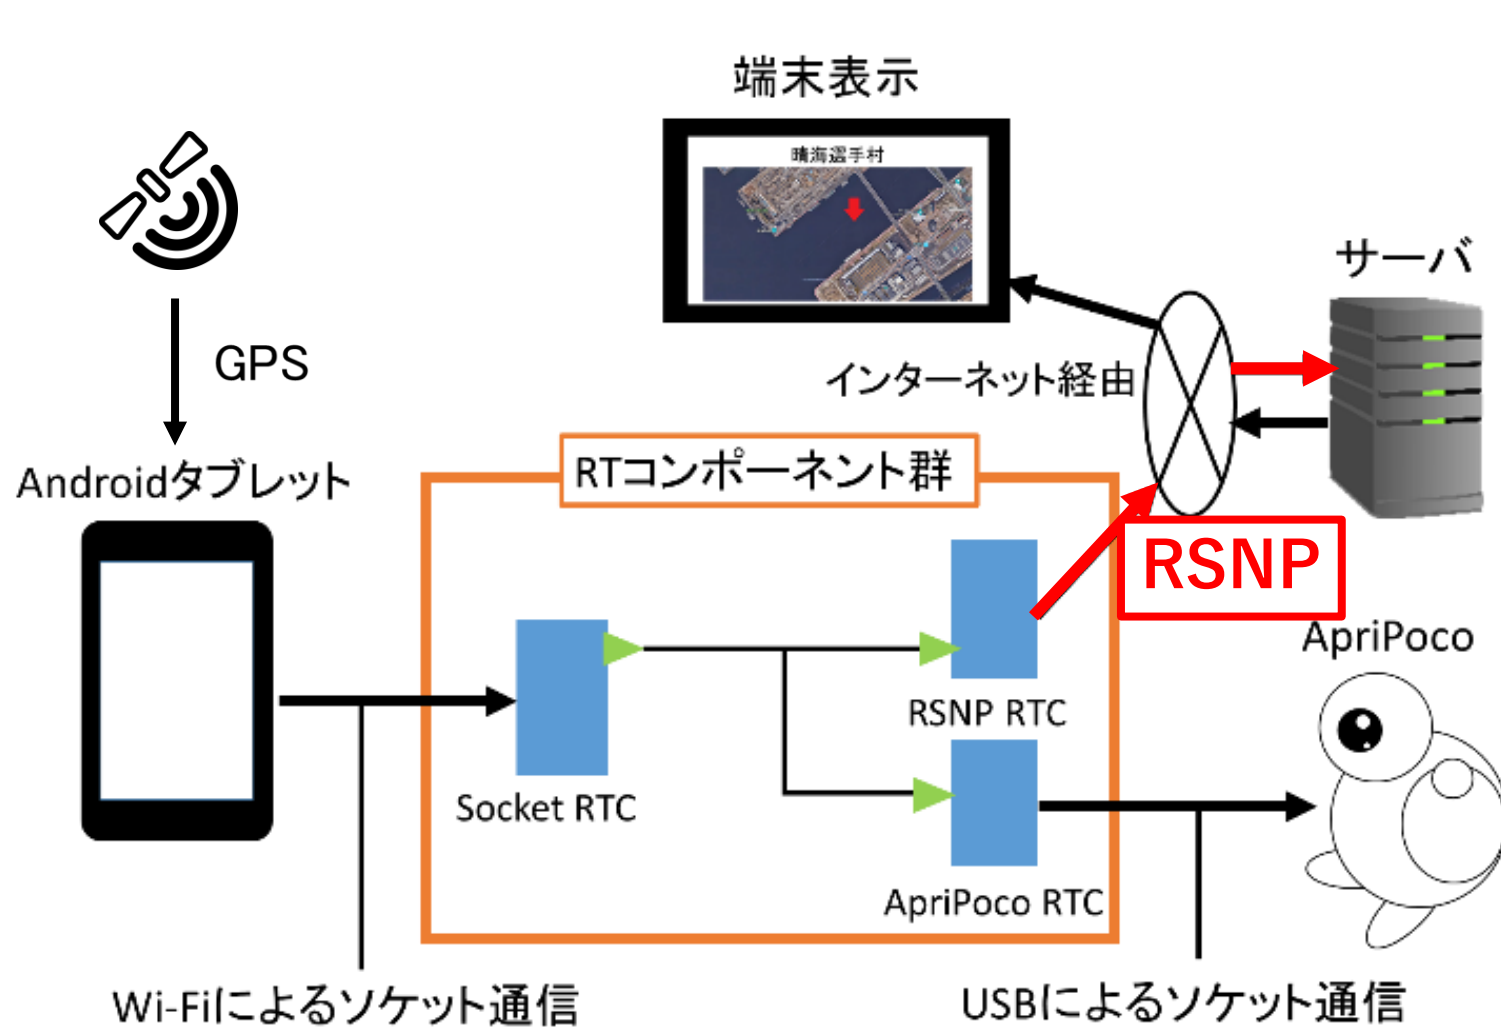 端末表示
晴海選手村
サーバ
GPS
インターネット経由
Androidタブレット
RTコンポーネント群
RSNP
ApriPoco
RSNP RTC
Socket RTC
ApriPoco RTC
Wi-Fiによるソケット通信
USBによるソケット通信